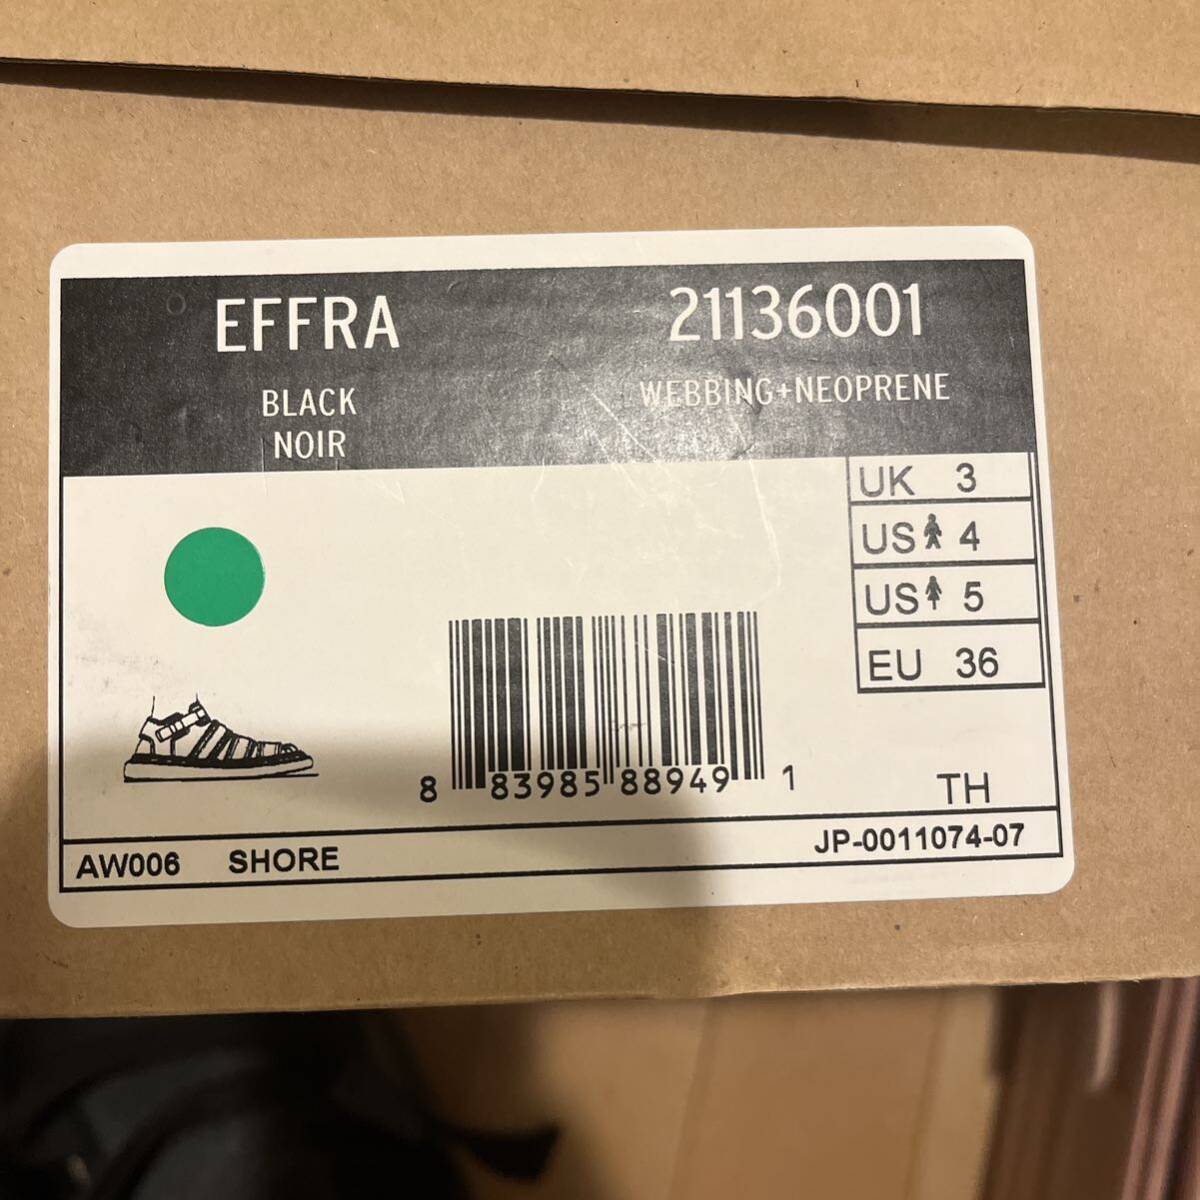 EFFRA
21136001
BLACK
NOIR
WEBBING+NEOPRENE
UK 3
US 4
US 5
EU 36
8 83985 88949 1
TH
AW006 SHORE
JP-0011074-07